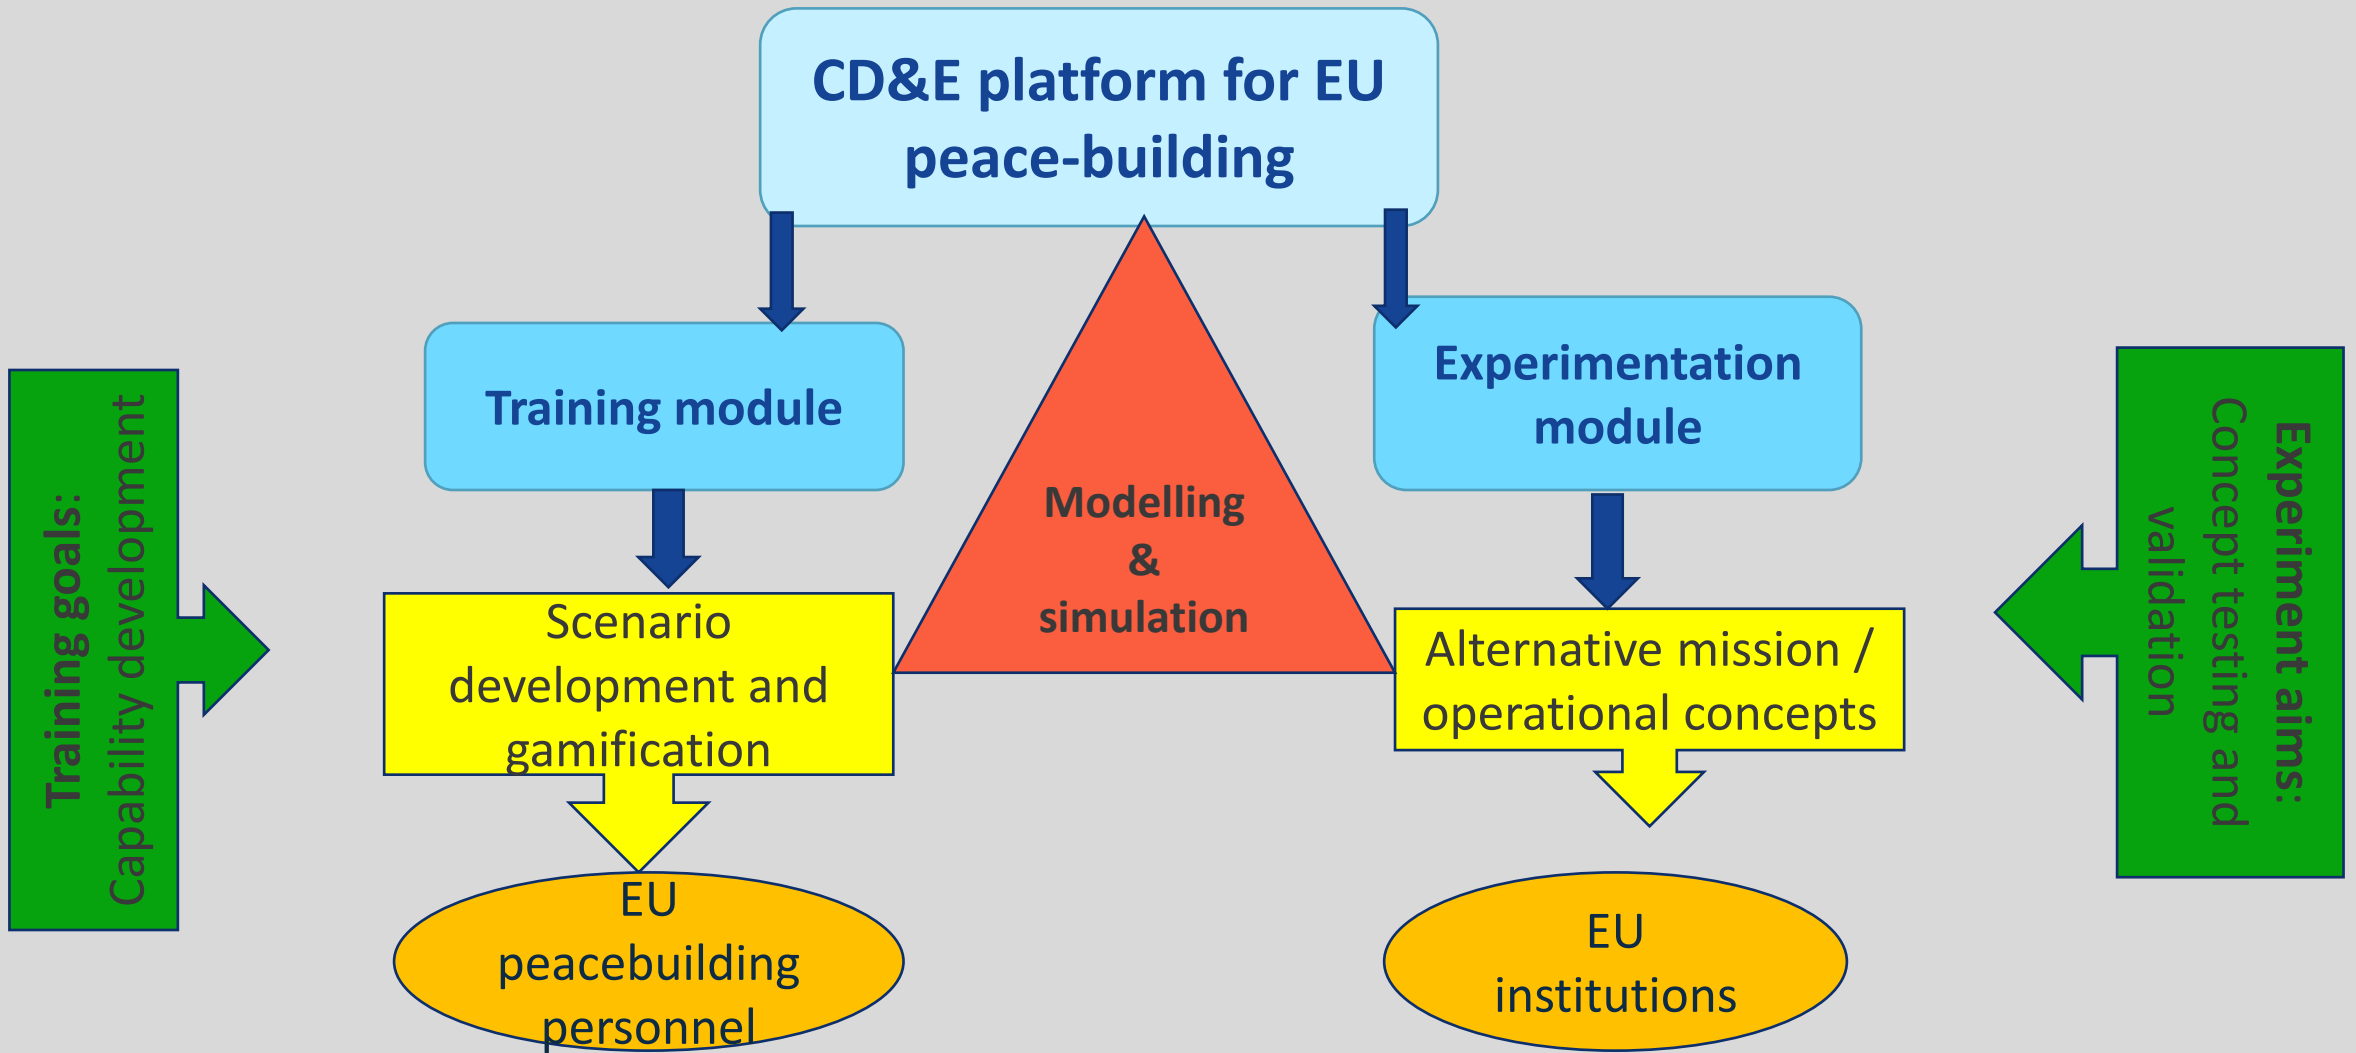 CD&E platform for EU
peace-building
Training module
Experimentation
module
Modelling
&
simulation
Training goals:
Capability development
Experiment aims:
Concept testing and
validation
Scenario
development and
gamification
Alternative mission /
operational concepts
EU
peacebuilding
personnel
EU
institutions